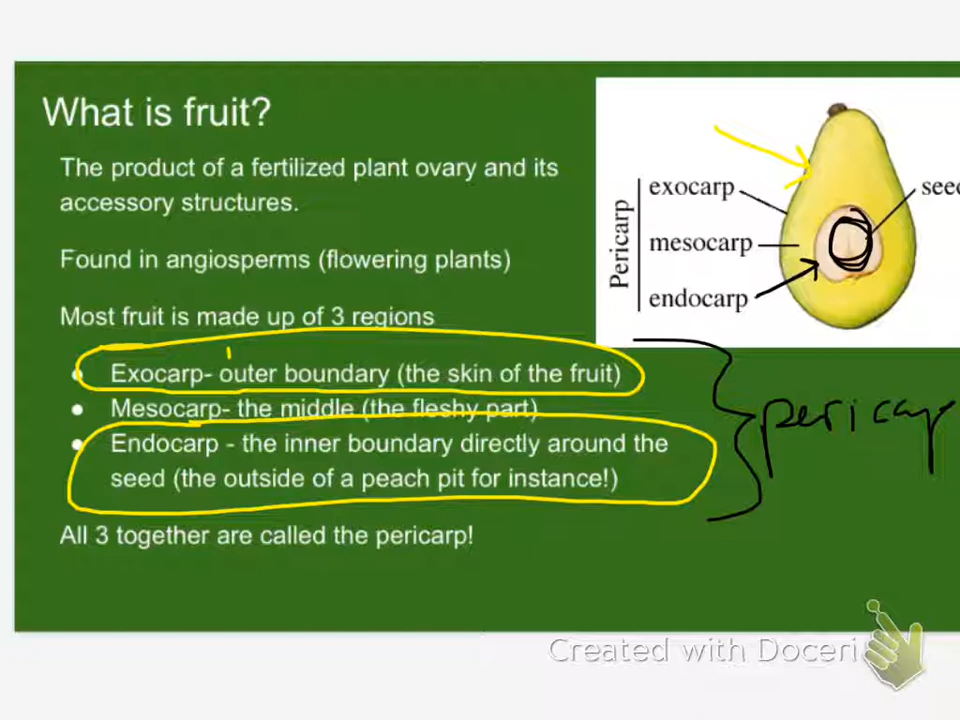 What is fruit?
The product of a fertilized plant ovary and its
accessory structures.
Found in angiosperms (flowering plants)
Most fruit is made up of 3 regions
● Exocarp- outer boundary (the skin of the fruit)
● Mesocarp- the middle (the fleshy part)
● Endocarp - the inner boundary directly around the
seed (the outside of a peach pit for instance!)
All 3 together are called the pericarp!
Pericarp
exocarp
mesocarp
endocarp
seed
pericarp
Created with Doceri